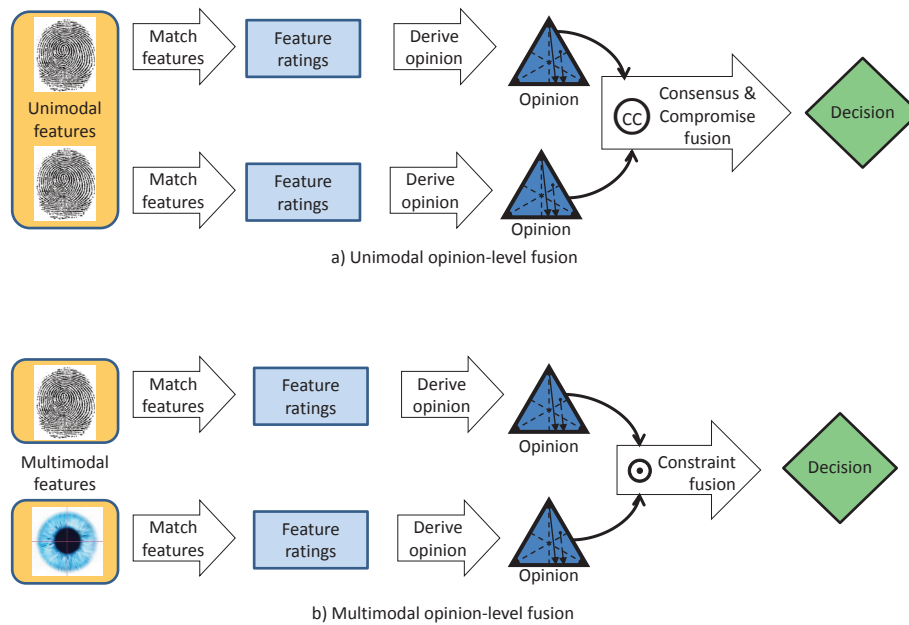 Match
features
Feature
ratings
Derive
opinion
Opinion
Unimodal
features
CC
Consensus &
Compromise
fusion
Decision
Match
features
Feature
ratings
Derive
opinion
Opinion
a) Unimodal opinion-level fusion
Match
features
Feature
ratings
Derive
opinion
Opinion
Multimodal
features
Constraint
fusion
Decision
Match
features
Feature
ratings
Derive
opinion
Opinion
b) Multimodal opinion-level fusion